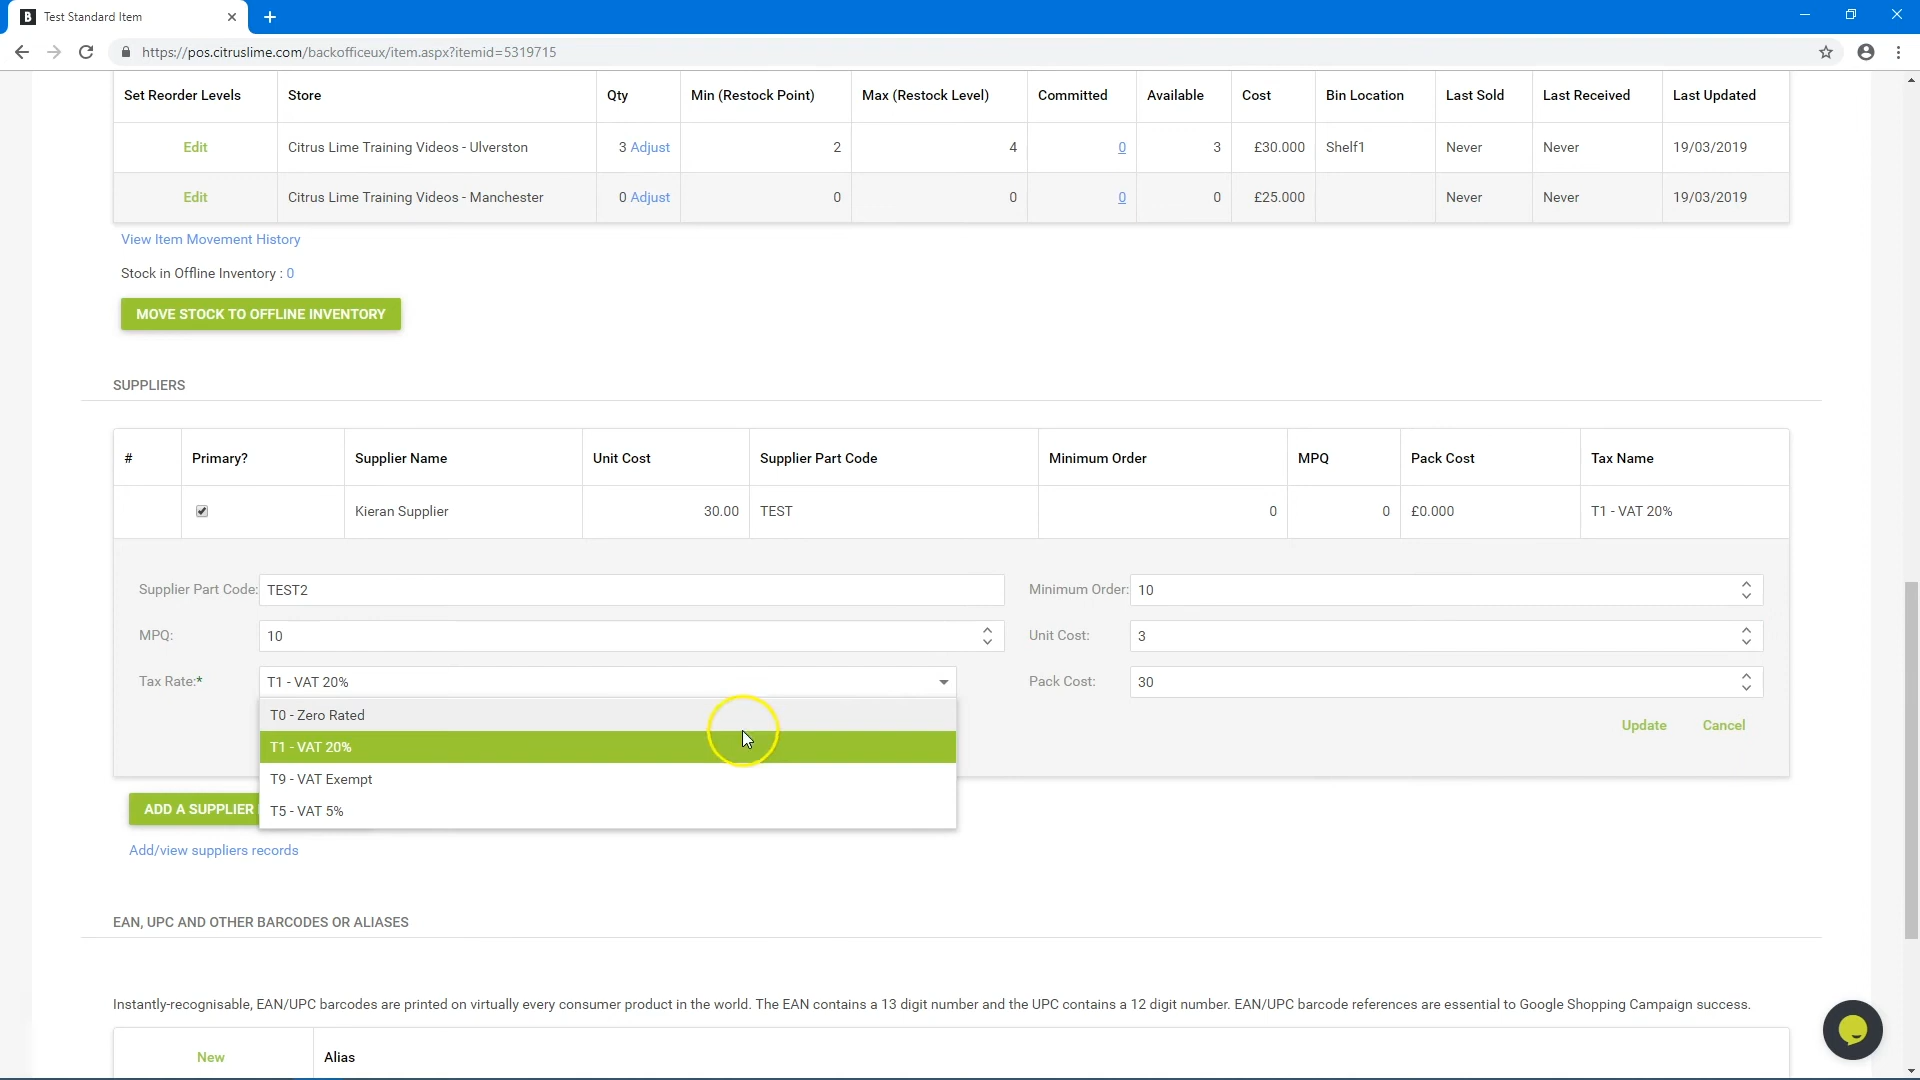 B Test Standard Item
https://pos.citruslime.com/backofficeux/item.aspx?itemid=5319715
Set Reorder Levels Store Qty Min (Restock Point) Max (Restock Level) Committed Available Cost Bin Location Last Sold Last Received Last Updated
Edit Citrus Lime Training Videos - Ulverston 3 Adjust 2 4 0 3 £30.000 Shelf1 Never Never 19/03/2019
Edit Citrus Lime Training Videos - Manchester 0 Adjust 0 0 0 0 £25.000 Never Never 19/03/2019
View Item Movement History
Stock in Offline Inventory : 0
MOVE STOCK TO OFFLINE INVENTORY
SUPPLIERS
# Primary? Supplier Name Unit Cost Supplier Part Code Minimum Order MPQ Pack Cost Tax Name
Kieran Supplier 30.00 TEST 0 0 £0.000 T1 - VAT 20%
Supplier Part Code: TEST2 Minimum Order: 10
MPQ: 10 Unit Cost: 3
Tax Rate:* T1 - VAT 20% Pack Cost: 30
T0 - Zero Rated
Update Cancel
T1 - VAT 20%
T9 - VAT Exempt
ADD A SUPPLIER
T5 - VAT 5%
Add/view suppliers records
EAN, UPC AND OTHER BARCODES OR ALIASES
Instantly-recognisable, EAN/UPC barcodes are printed on virtually every consumer product in the world. The EAN contains a 13 digit number and the UPC contains a 12 digit number. EAN/UPC barcode references are essential to Google Shopping Campaign success.
New Alias